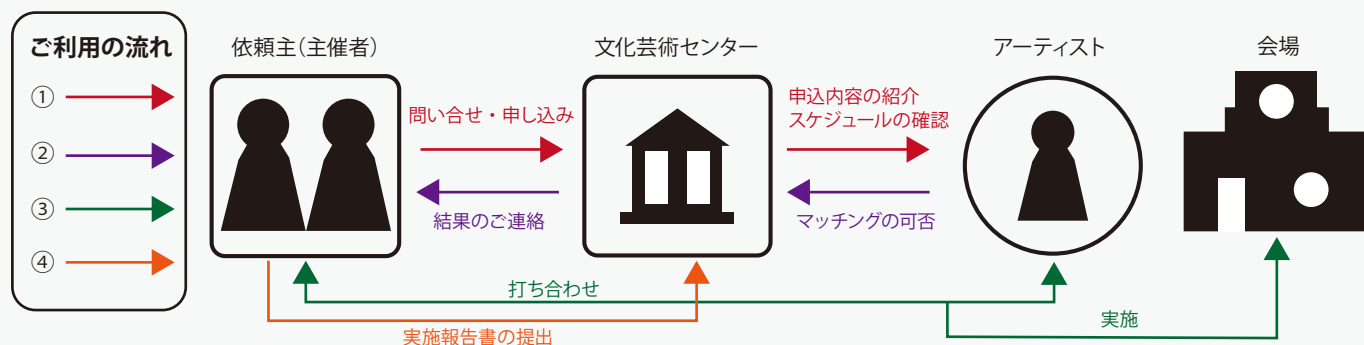 ご利用の流れ
①
②
③
④
依頼主(主催者)
文化芸術センター
アーティスト
会場
問い合せ・申し込み
申込内容の紹介
スケジュールの確認
結果のご連絡
マッチングの可否
打ち合わせ
実施
実施報告書の提出